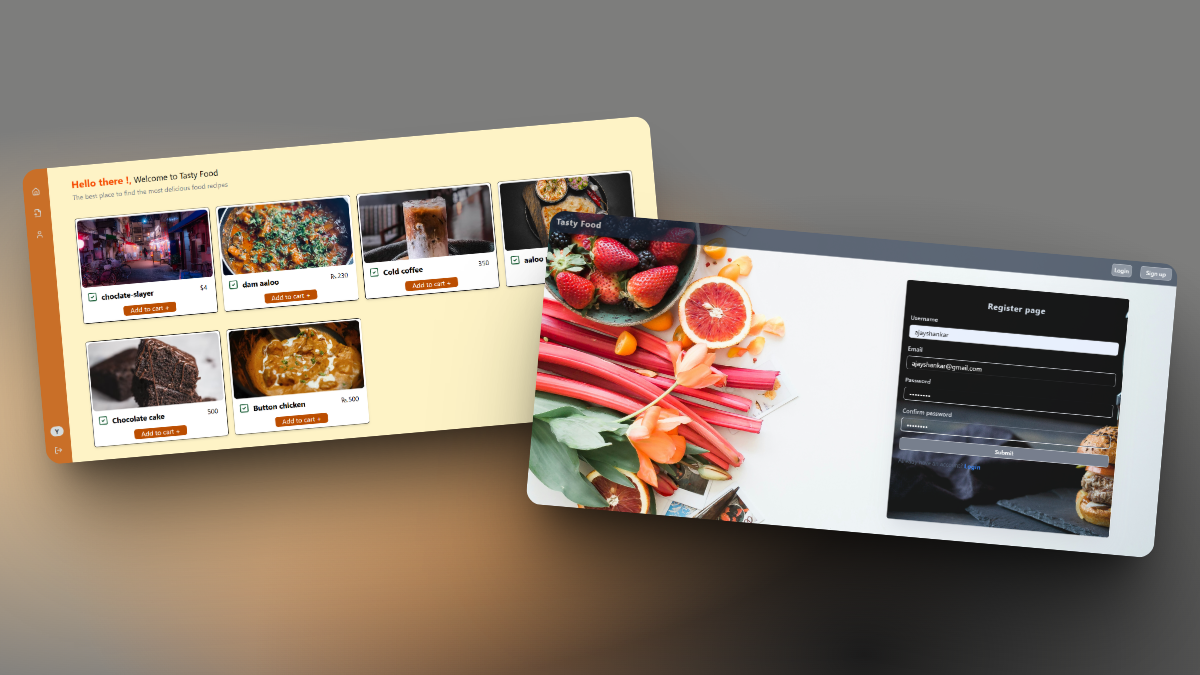 Hello there !, Welcome to Tasty Food
The best place to find the most delicious food recipes
choclate-slayer $4
Add to cart +
dam aaloo Rs.230
Add to cart +
Cold coffee 350
Add to cart +
aaloo
Chocolate cake 500
Add to cart +
Button chicken Rs.500
Add to cart +
Y
Tasty Food
Login Sign up
Register page
Username
ajayshankar
Email
ajayshankar@gmail.com
Password
••••••••
Confirm password
••••••••
Submit
Login